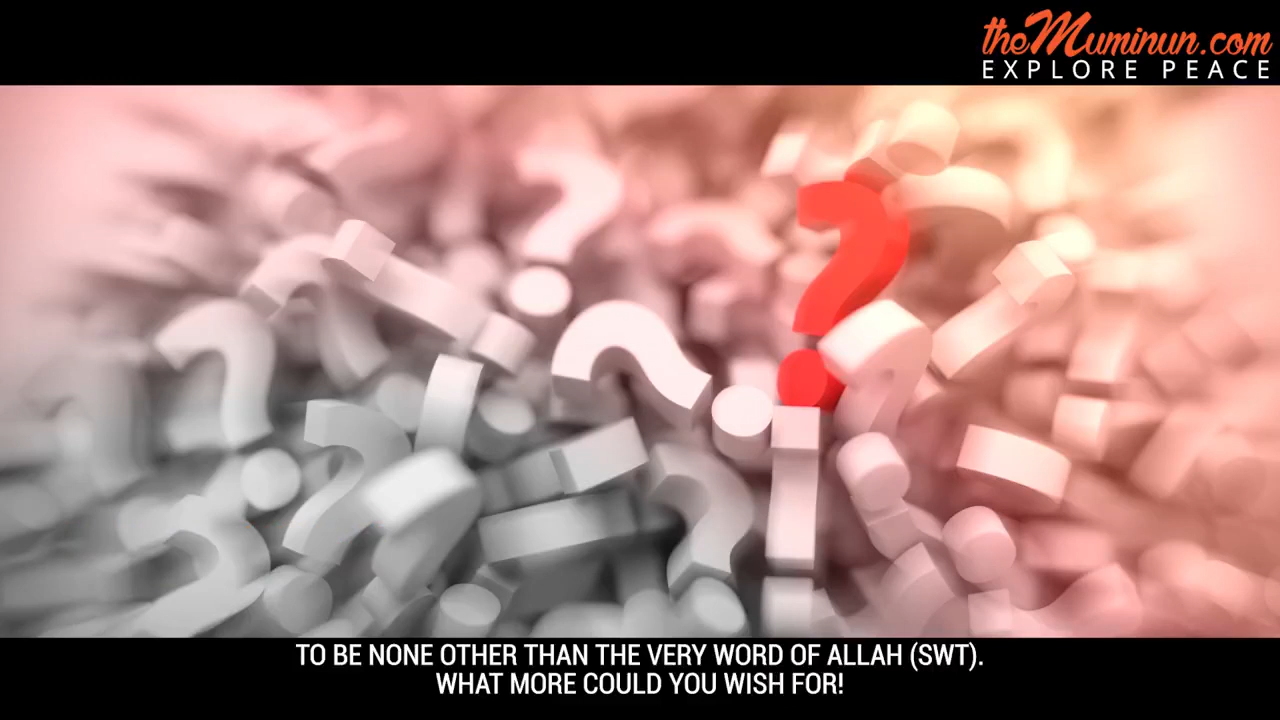 theMuminun.com
EXPLORE PEACE
TO BE NONE OTHER THAN THE VERY WORD OF ALLAH (SWT).
WHAT MORE COULD YOU WISH FOR!